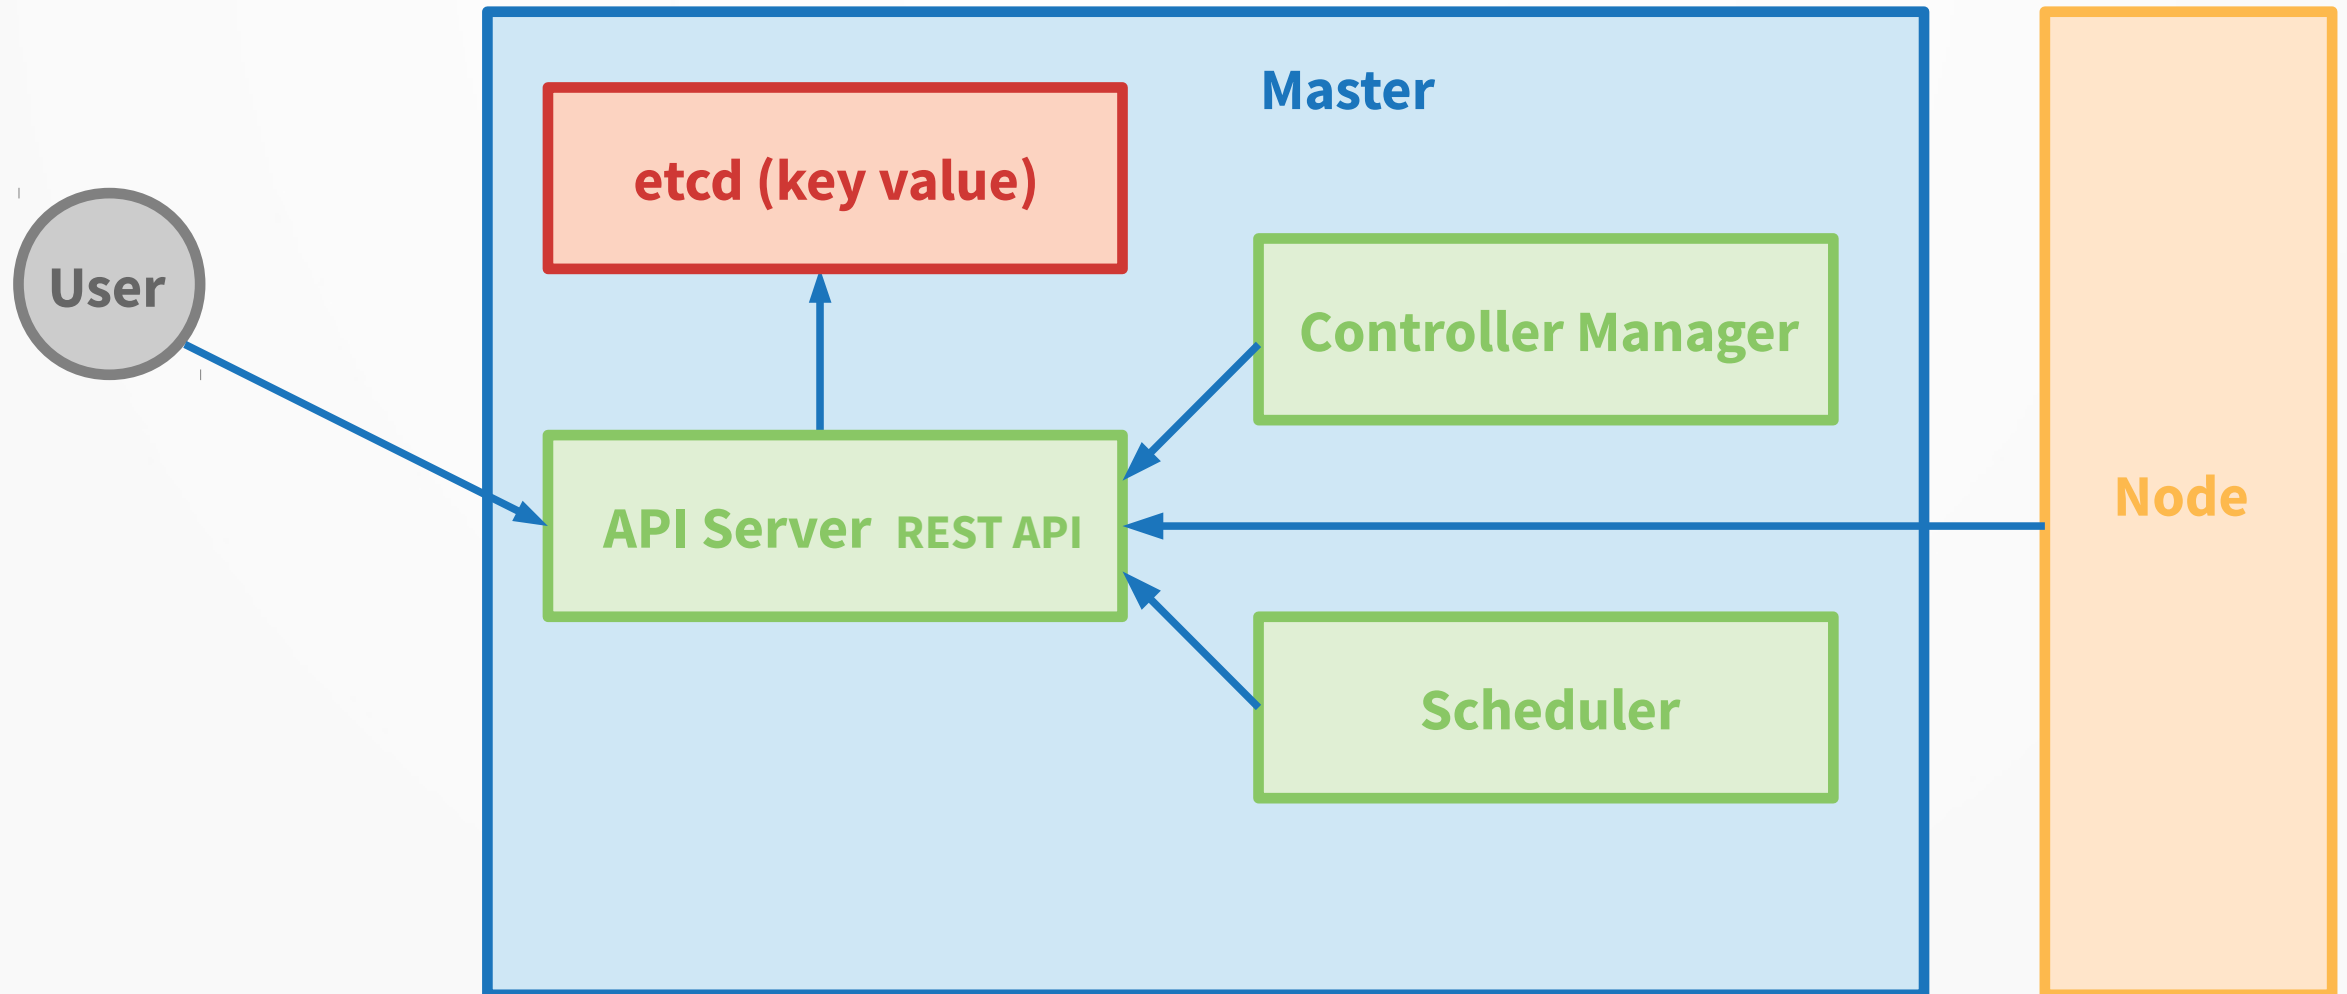 Master
etcd (key value)
User
Controller Manager
API Server REST API
Node
Scheduler